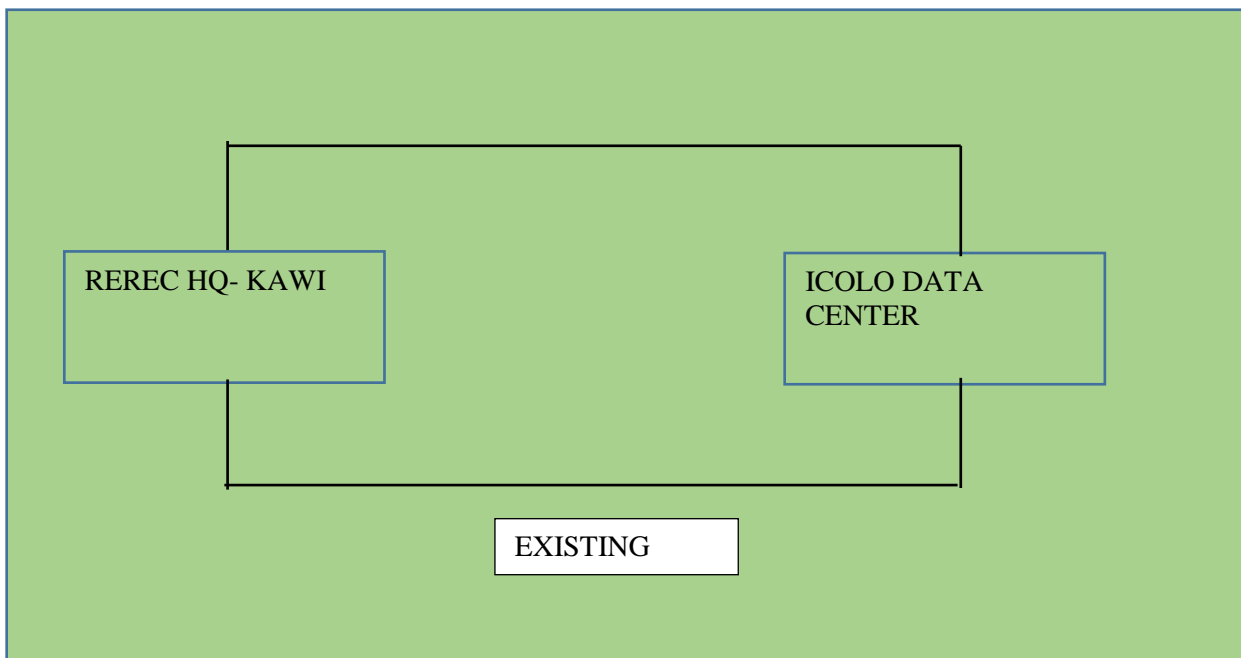 REREC HQ- KAWI
ICOLO DATA
CENTER
EXISTING